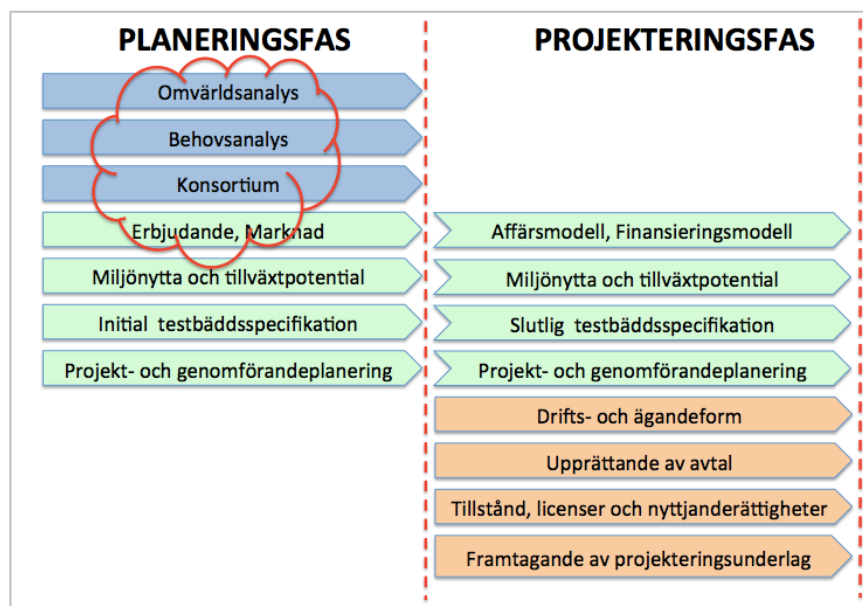 PLANERINGSFAS
Omvärldsanalys
Behovsanalys
Konsortium
Erbjudande, Marknad
Miljönytta och tillväxtpotential
Initial testbäddsspecifikation
Projekt- och genomförandeplanering
PROJEKTERINGSFAS
Affärsmodell, Finansieringsmodell
Miljönytta och tillväxtpotential
Slutlig testbäddsspecifikation
Projekt- och genomförandeplanering
Drifts- och ägandeform
Upprättande av avtal
Tillstånd, licenser och nyttjanderättigheter
Framtagande av projekteringsunderlag